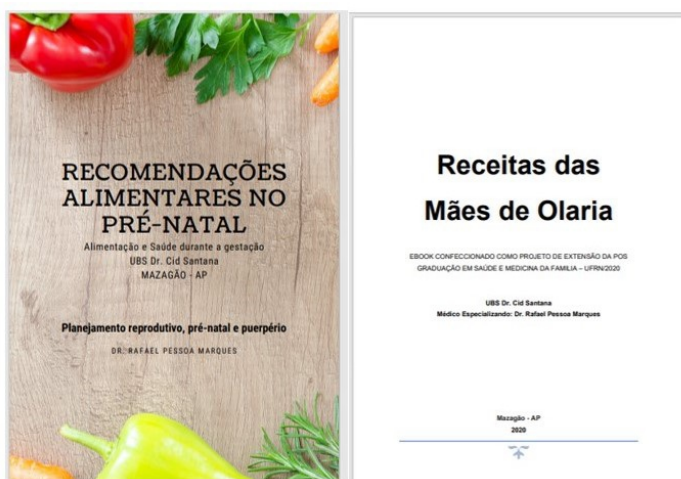 RECOMENDAÇÕES
ALIMENTARES NO
PRÉ-NATAL
Alimentação e Saúde durante a gestação
UBS Dr. Cid Santana
MAZAGÃO - AP
Planejamento reprodutivo, pré-natal e puerpério
DR. RAFAEL PESSOA MARQUES
Receitas das
Mães de Olaria
EBOOK CONFECCIONADO COMO PROJETO DE EXTENSÃO DA POS
GRADUAÇÃO EM SAÚDE E MEDICINA DA FAMILIA – UFRN/2020
UBS Dr. Cid Santana
Médico Especializando: Dr. Rafael Pessoa Marques
Mazagão - AP
2020